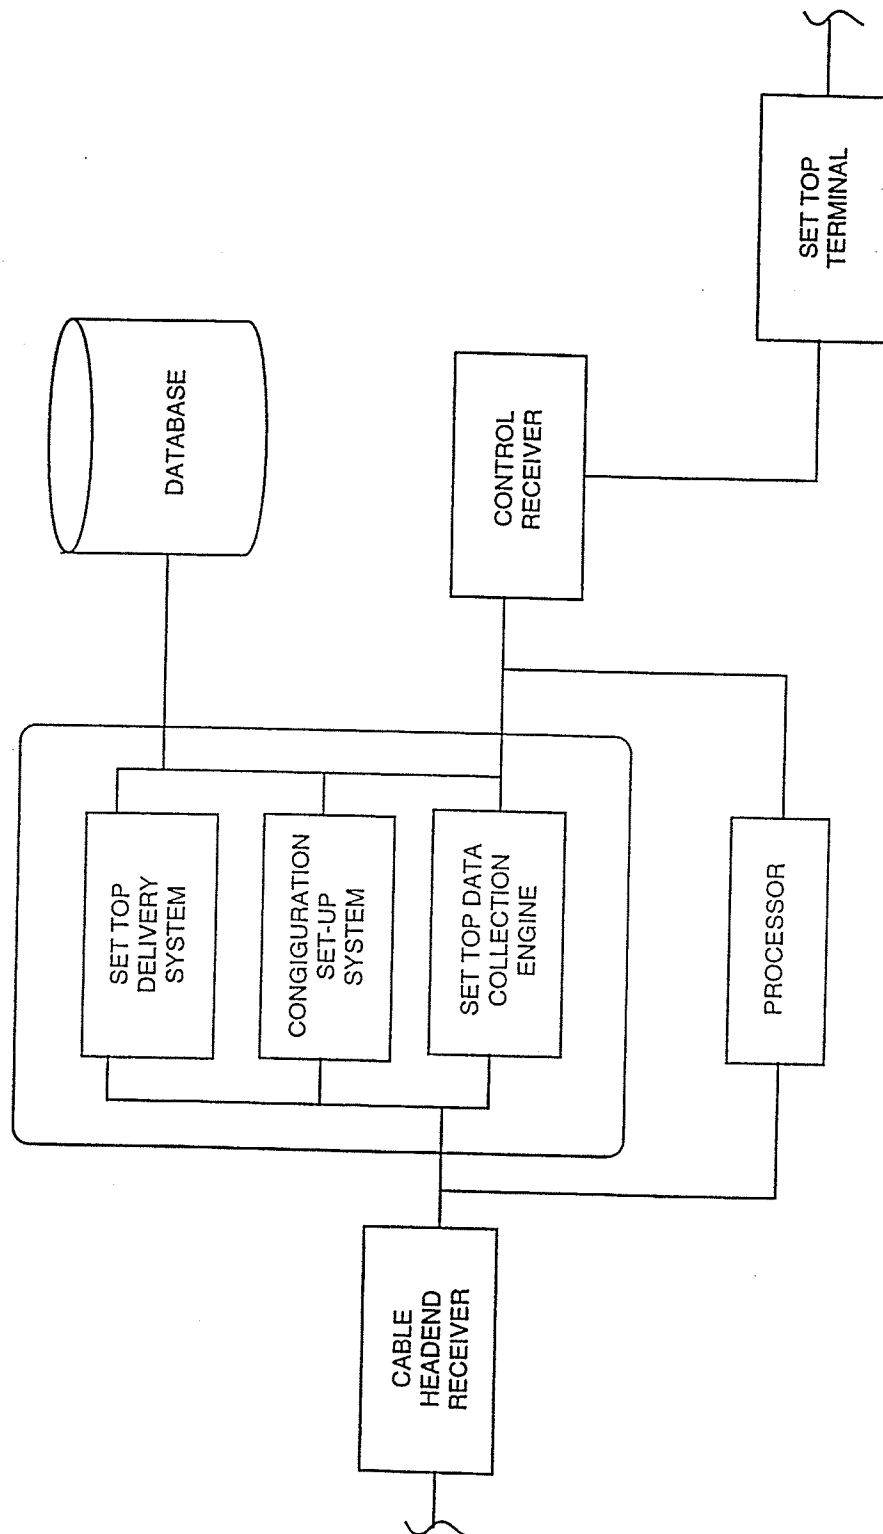 DATABASE
SET TOP
DELIVERY
SYSTEM
CONGIGURATION
SET-UP
SYSTEM
SET TOP DATA
COLLECTION
ENGINE
CABLE
HEADEND
RECEIVER
CONTROL
RECEIVER
PROCESSOR
SET TOP
TERMINAL